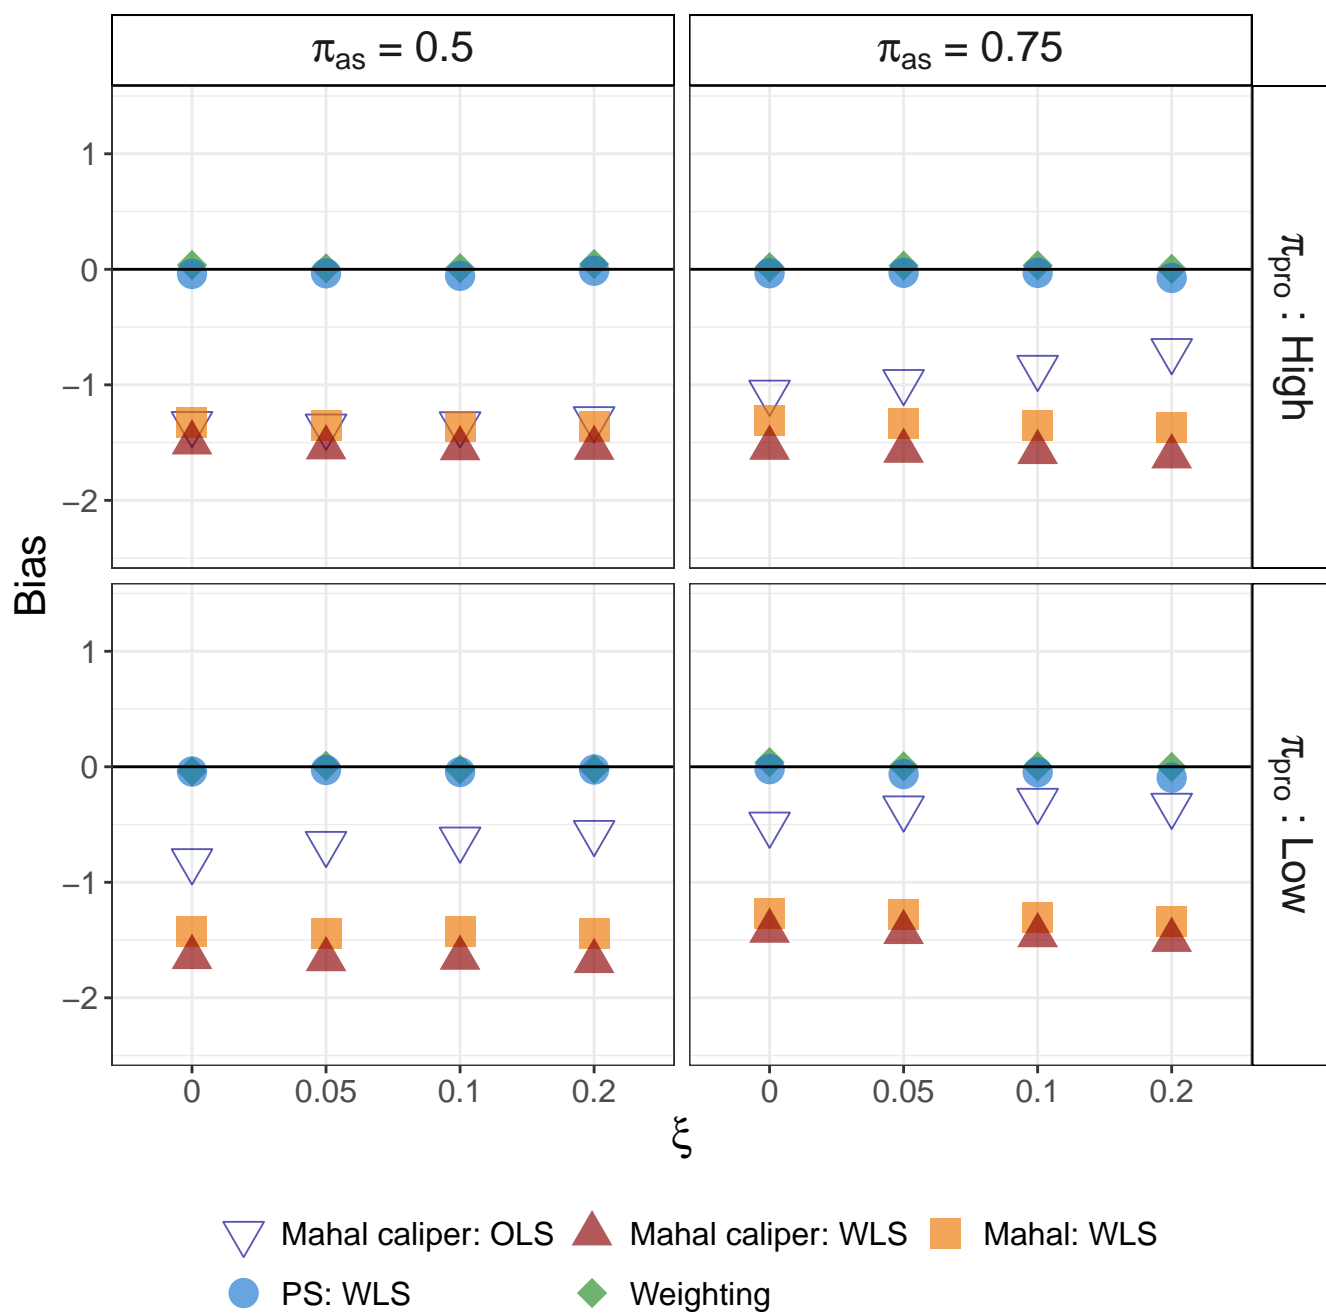 π_as = 0.5 π_as = 0.75
1
0
−1
−2
π_pro : High
Bias
1
0
−1
−2
π_pro : Low
0 0.05 0.1 0.2 0 0.05 0.1 0.2
ξ
Mahal caliper: OLS Mahal caliper: WLS Mahal: WLS
PS: WLS Weighting